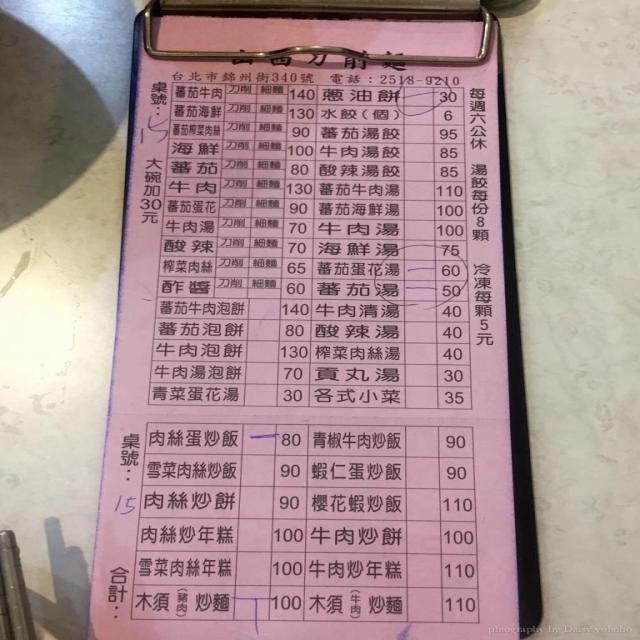 山西刀削麵
台北市錦州街340號 電話:2518-9210
桌號:15
大碗加30元
每週六公休 湯餃每份8顆 冷凍每顆5元
蕃茄牛肉 刀削 細麵 140 蔥油餅 30
蕃茄海鮮 刀削 細麵 130 水餃(個) 6
蕃茄榨菜肉絲 刀削 細麵 90 蕃茄湯餃 95
海鮮 刀削 細麵 100 牛肉湯餃 85
蕃茄 刀削 細麵 80 酸辣湯餃 85
牛肉 刀削 細麵 130 蕃茄牛肉湯 110
蕃茄蛋花 刀削 細麵 90 蕃茄海鮮湯 100
牛肉湯 刀削 細麵 70 牛肉湯 100
酸辣 刀削 細麵 70 海鮮湯 75
榨菜肉絲 刀削 細麵 65 蕃茄蛋花湯 60
酢醬 刀削 細麵 60 蕃茄湯 50
蕃茄牛肉泡餅 140 牛肉清湯 40
蕃茄泡餅 80 酸辣湯 40
牛肉泡餅 130 榨菜肉絲湯 40
牛肉湯泡餅 70 貢丸湯 30
青菜蛋花湯 30 各式小菜 35
桌號:15
合計:
肉絲蛋炒飯 一 80 青椒牛肉炒飯 90
雪菜肉絲炒飯 90 蝦仁蛋炒飯 90
肉絲炒餅 90 櫻花蝦炒飯 110
肉絲炒年糕 100 牛肉炒餅 100
雪菜肉絲年糕 100 牛肉炒年糕 110
木須(豬肉)炒麵 100 木須(牛肉)炒麵 110
photography by Daisy yohoho